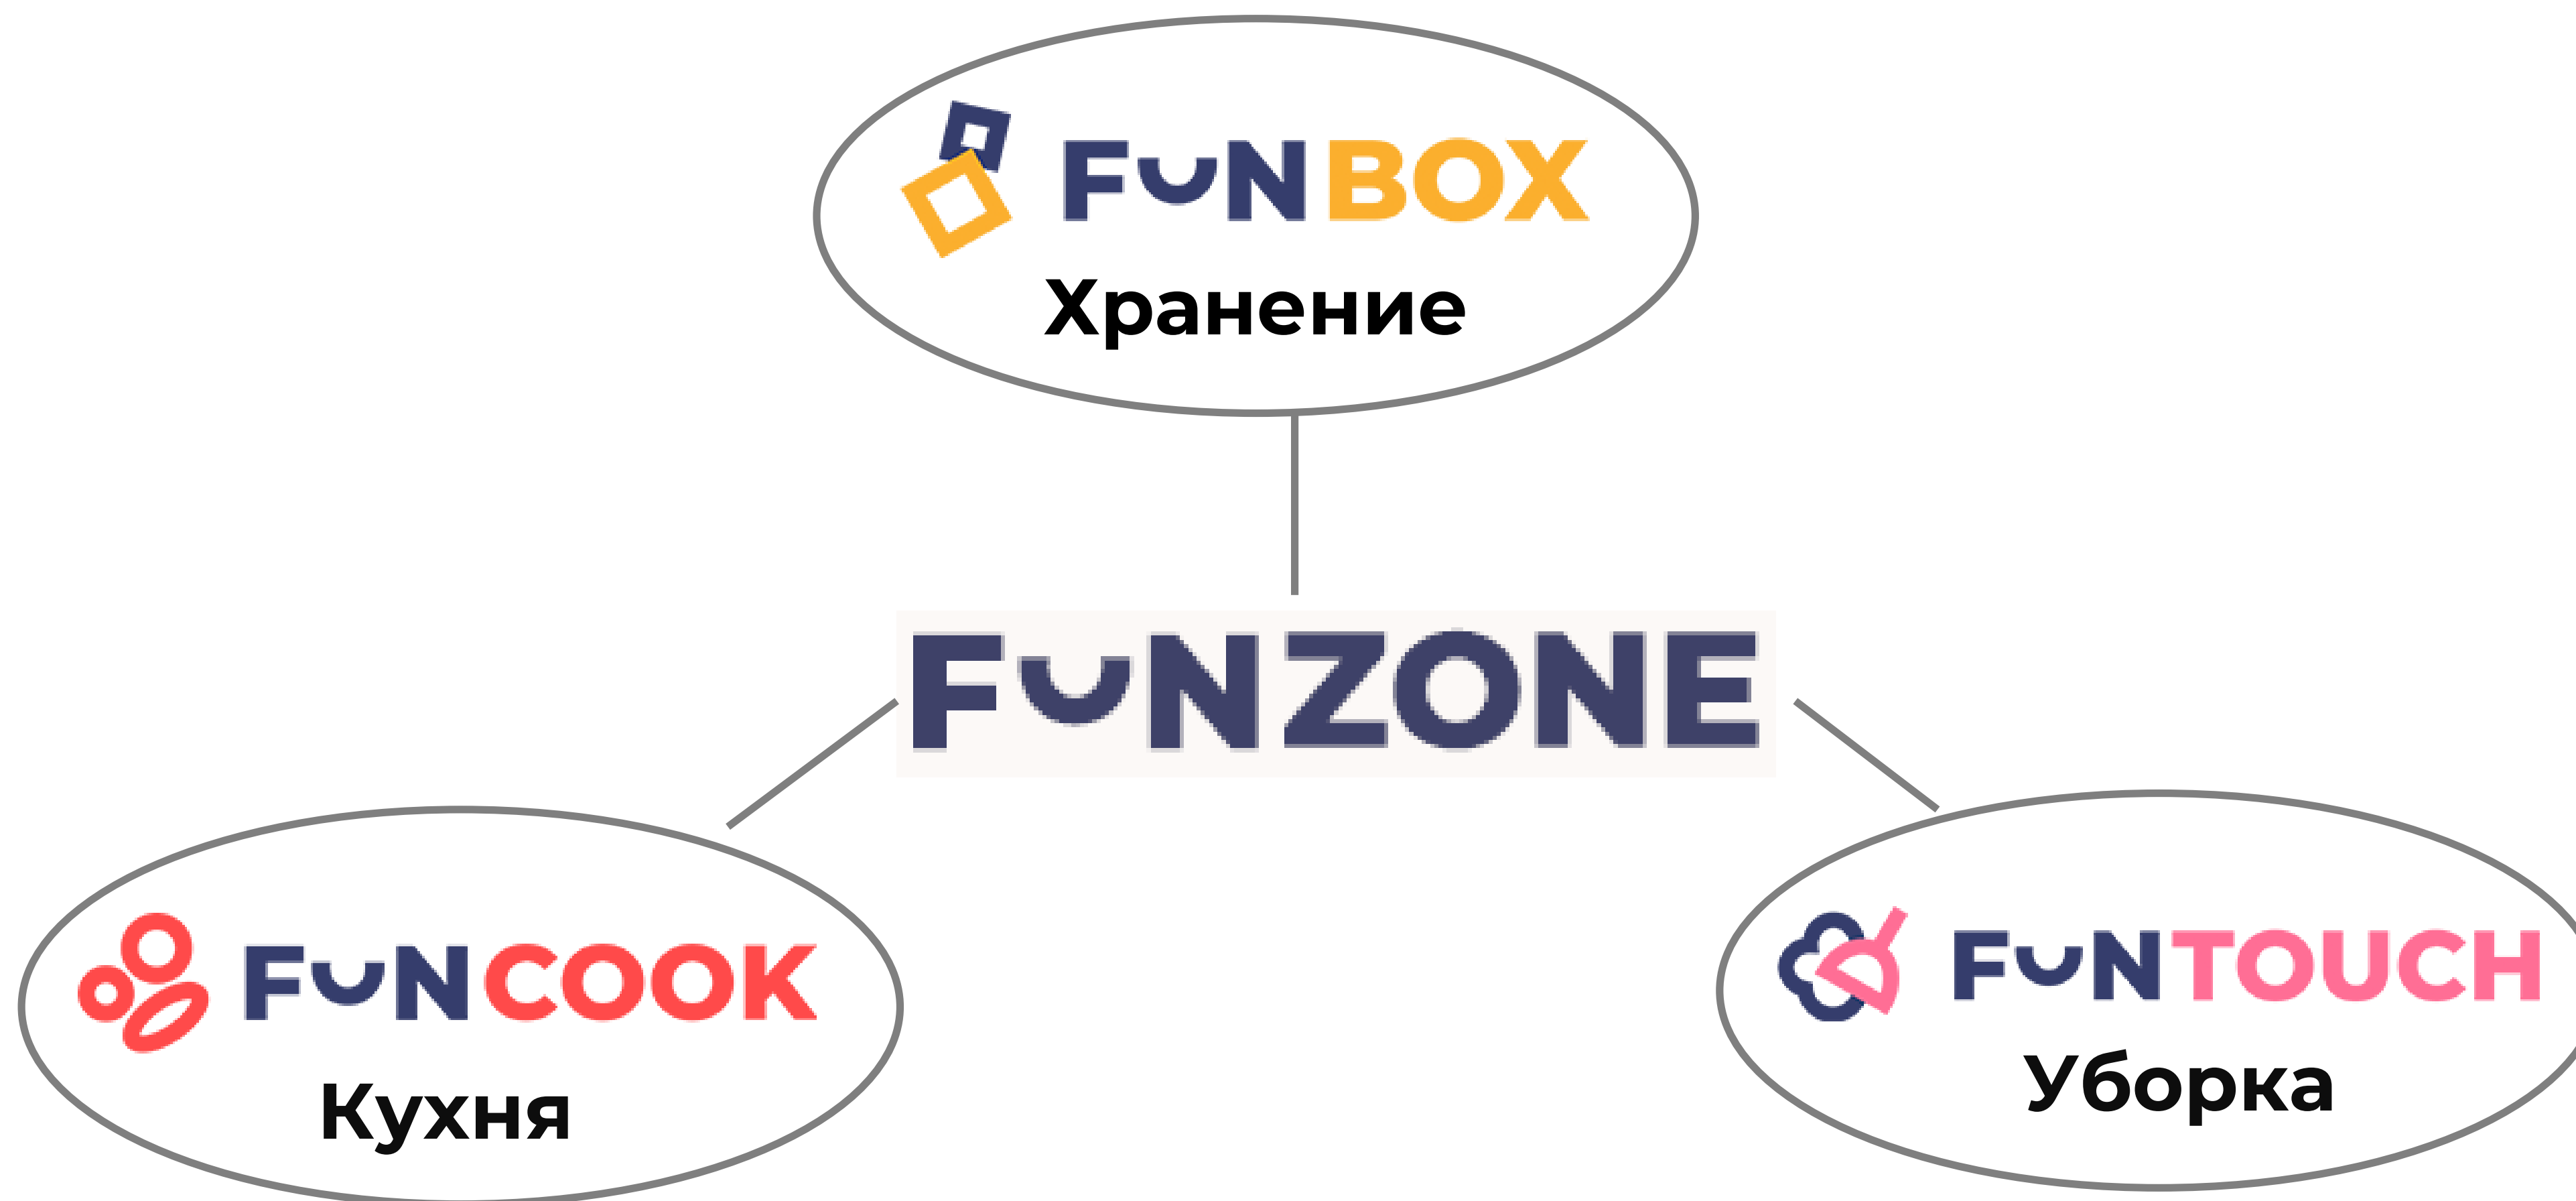 FUNBOX
Хранение
FUNZONE
FUNCOOK
Кухня
FUNTOUCH
Уборка